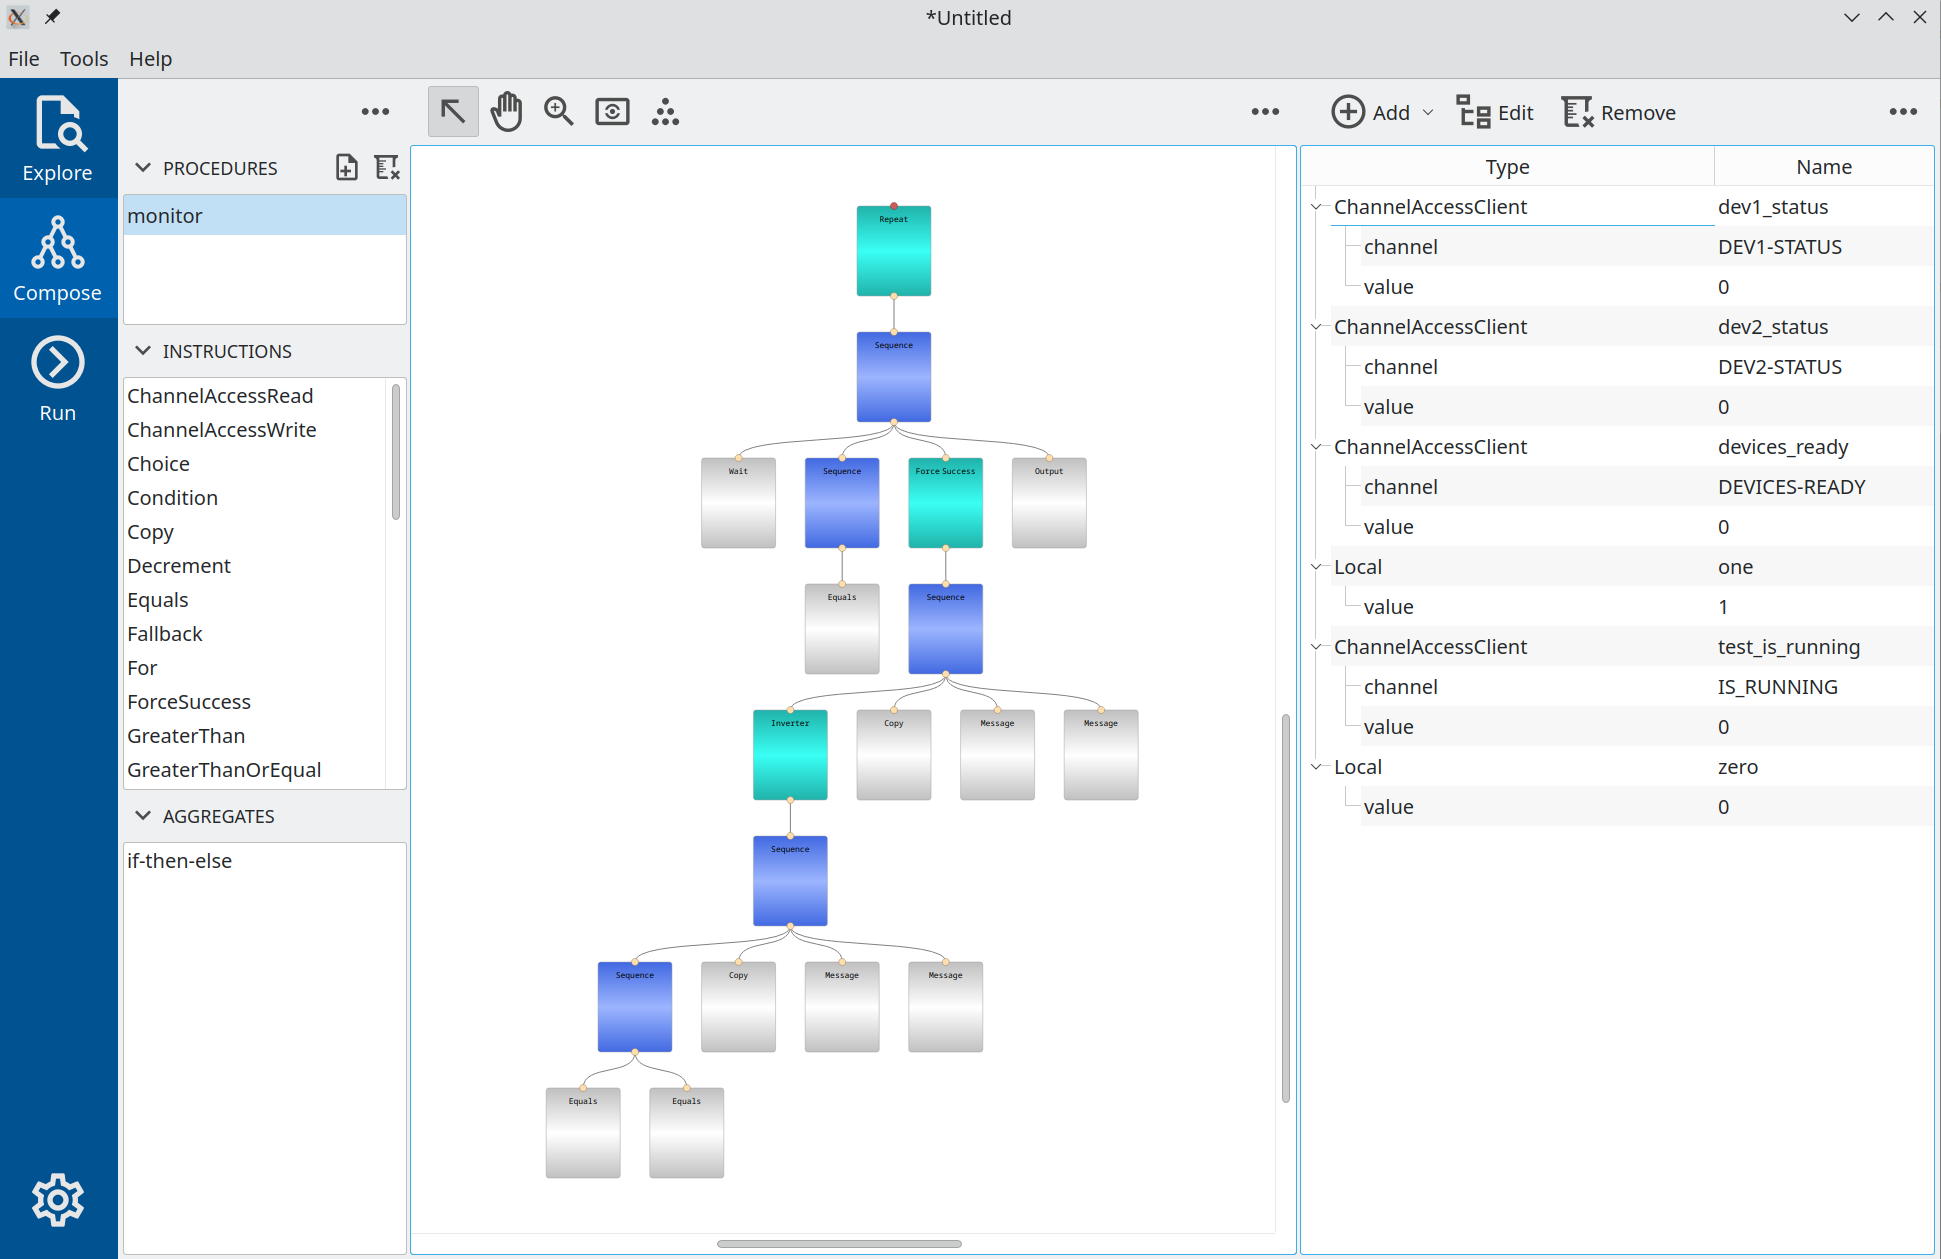 *Untitled
File Tools Help
Explore
Compose
Run
PROCEDURES
monitor
INSTRUCTIONS
ChannelAccessRead
ChannelAccessWrite
Choice
Condition
Copy
Decrement
Equals
Fallback
For
ForceSuccess
GreaterThan
GreaterThanOrEqual
AGGREGATES
if-then-else
Repeat
Sequence
Wait Sequence Force Success Output
Equals Sequence
Inverter Copy Message Message
Sequence
Sequence Copy Message Message
Equals Equals
Add Edit Remove
Type Name
ChannelAccessClient dev1_status
channel DEV1-STATUS
value 0
ChannelAccessClient dev2_status
channel DEV2-STATUS
value 0
ChannelAccessClient devices_ready
channel DEVICES-READY
value 0
Local one
value 1
ChannelAccessClient test_is_running
channel IS_RUNNING
value 0
Local zero
value 0